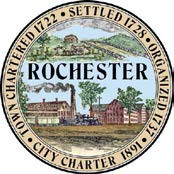 TOWN CHARTERED 1722 • SETTLED 1728 • ORGANIZED 1737
ROCHESTER
• CITY CHARTER 1891 •